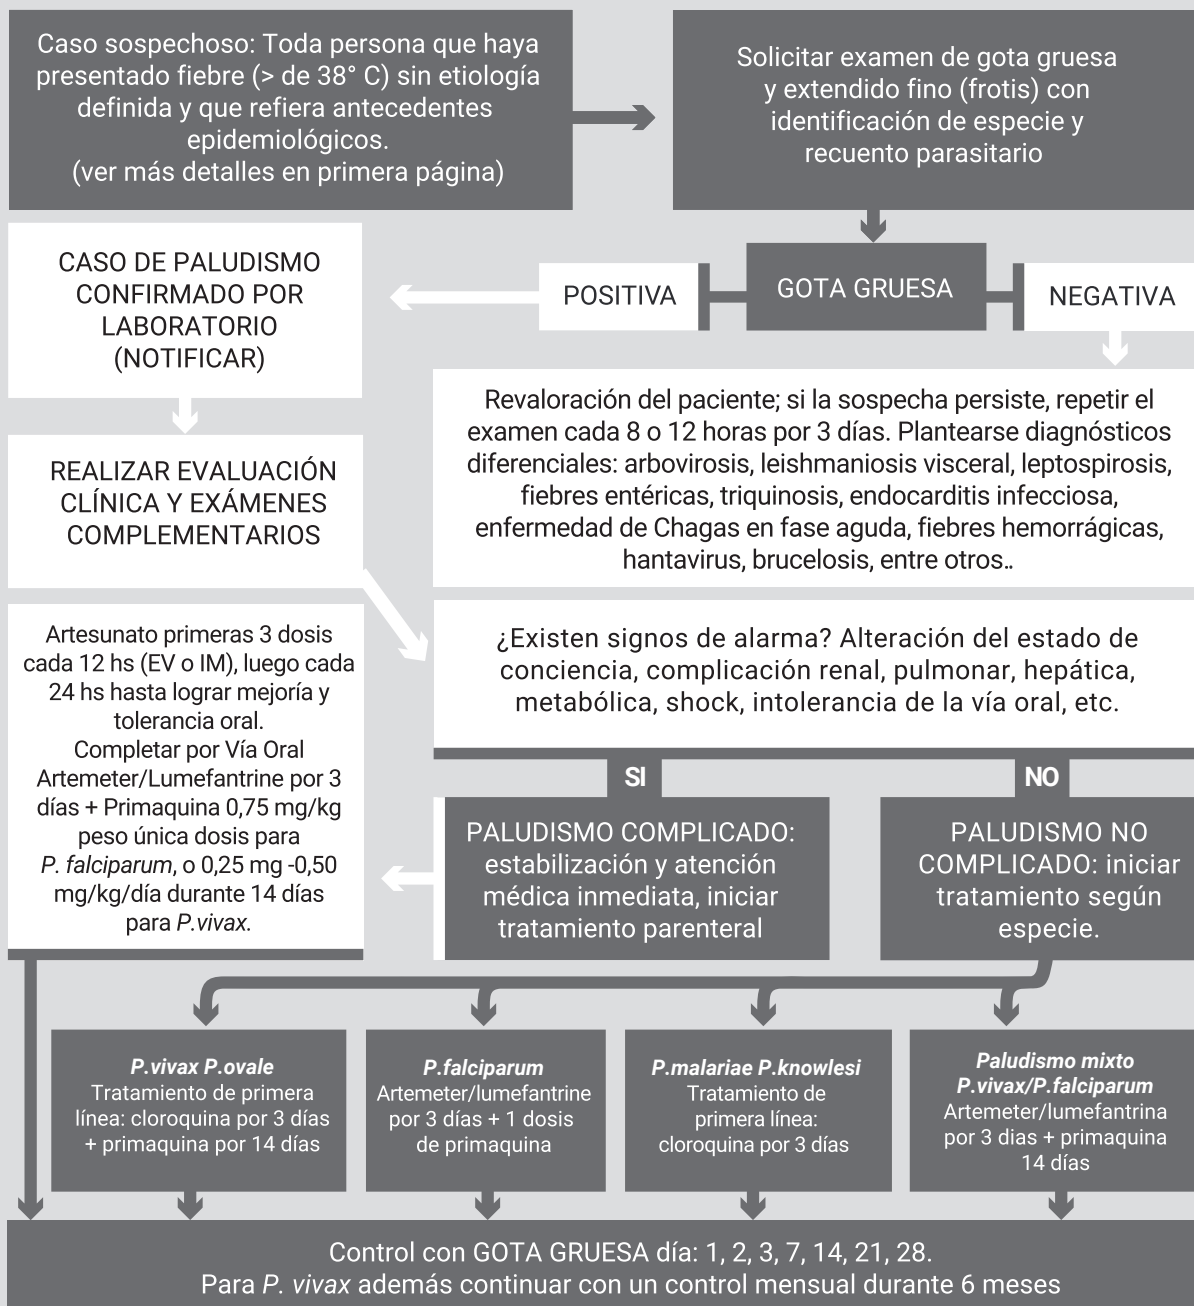 Caso sospechoso: Toda persona que haya
presentado fiebre (> de 38° C) sin etiología
definida y que refiera antecedentes
epidemiológicos.
(ver más detalles en primera página)
Solicitar examen de gota gruesa
y extendido fino (frotis) con
identificación de especie y
recuento parasitario
GOTA GRUESA
POSITIVA
NEGATIVA
CASO DE PALUDISMO
CONFIRMADO POR
LABORATORIO
(NOTIFICAR)
Revaloración del paciente; si la sospecha persiste, repetir el
examen cada 8 o 12 horas por 3 días. Plantearse diagnósticos
diferenciales: arbovirosis, leishmaniosis visceral, leptospirosis,
fiebres entéricas, triquinosis, endocarditis infecciosa,
enfermedad de Chagas en fase aguda, fiebres hemorrágicas,
hantavirus, brucelosis, entre otros..
REALIZAR EVALUACIÓN
CLÍNICA Y EXÁMENES
COMPLEMENTARIOS
¿Existen signos de alarma? Alteración del estado de
conciencia, complicación renal, pulmonar, hepática,
metabólica, shock, intolerancia de la vía oral, etc.
SI
NO
PALUDISMO COMPLICADO:
estabilización y atención
médica inmediata, iniciar
tratamiento parenteral
PALUDISMO NO
COMPLICADO: iniciar
tratamiento según
especie.
Artesunato primeras 3 dosis
cada 12 hs (EV o IM), luego cada
24 hs hasta lograr mejoría y
tolerancia oral.
Completar por Vía Oral
Artemeter/Lumefantrine por 3
días + Primaquina 0,75 mg/kg
peso única dosis para
P. falciparum, o 0,25 mg -0,50
mg/kg/día durante 14 días
para P.vivax.
P.vivax P.ovale
Tratamiento de primera
línea: cloroquina por 3 días
+ primaquina por 14 días
P.falciparum
Artemeter/lumefantrine
por 3 días + 1 dosis
de primaquina
P.malariae P.knowlesi
Tratamiento de
primera línea:
cloroquina por 3 días
Paludismo mixto
P.vivax/P.falciparum
Artemeter/lumefantrina
por 3 dias + primaquina
14 días
Control con GOTA GRUESA día: 1, 2, 3, 7, 14, 21, 28.
Para P. vivax además continuar con un control mensual durante 6 meses